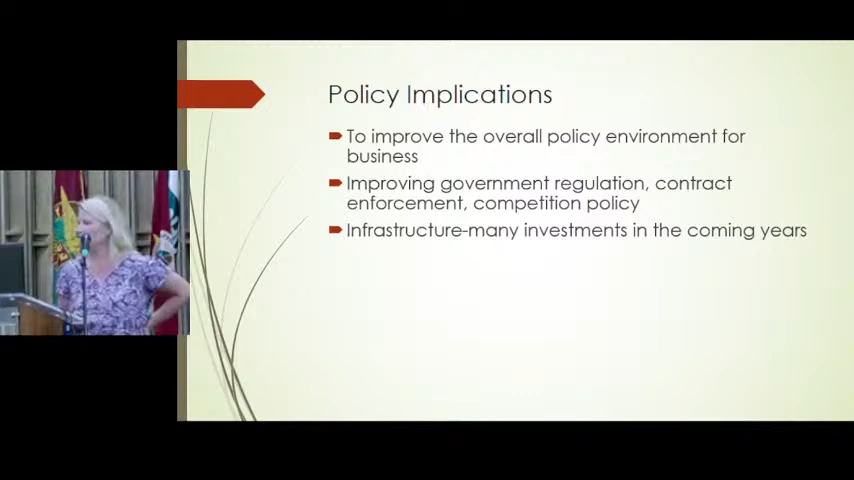 Policy Implications
To improve the overall policy environment for
business
Improving government regulation, contract
enforcement, competition policy
Infrastructure-many investments in the coming years